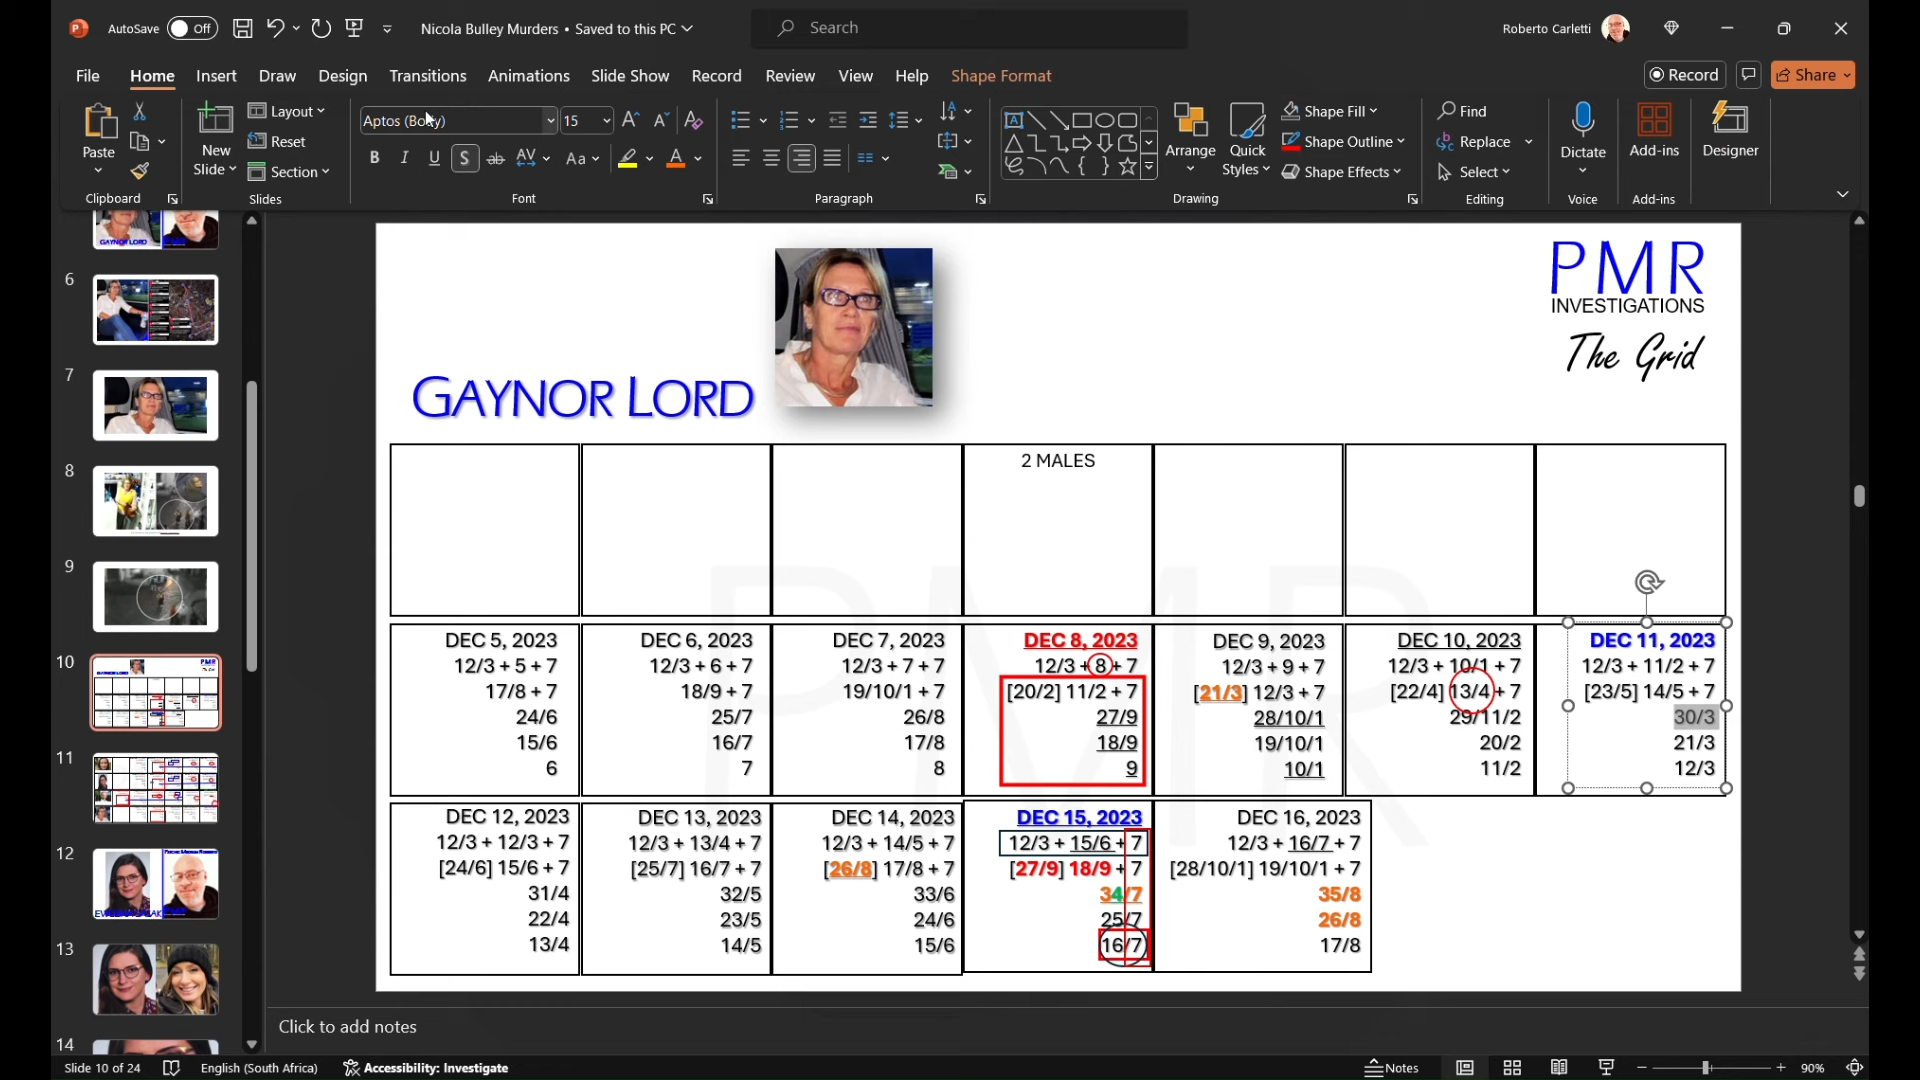 AutoSave Off Nicola Bulley Murders • Saved to this PC Search Roberto Carletti
File Home Insert Draw Design Transitions Animations Slide Show Record Review View Help Shape Format Record Share
Paste New Slide Layout Reset Section
Aptos (Body) 15
Arrange Quick Styles Shape Fill Shape Outline Shape Effects
Find Replace Select Dictate Add-ins Designer
Clipboard Slides Font Paragraph Drawing Editing Voice Add-ins
GAYNOR LORD
6
7
8
9
10
11
12
13
14
PMR
INVESTIGATIONS
The Grid
GAYNOR LORD
2 MALES
DEC 5, 2023
12/3 + 5 + 7
17/8 + 7
24/6
15/6
6
DEC 6, 2023
12/3 + 6 + 7
18/9 + 7
25/7
16/7
7
DEC 7, 2023
12/3 + 7 + 7
19/10/1 + 7
26/8
17/8
8
DEC 8, 2023
12/3 + 8 + 7
[20/2] 11/2 + 7
27/9
18/9
9
DEC 9, 2023
12/3 + 9 + 7
[21/3] 12/3 + 7
28/10/1
19/10/1
10/1
DEC 10, 2023
12/3 + 10/1 + 7
[22/4] 13/4 + 7
29/11/2
20/2
11/2
DEC 11, 2023
12/3 + 11/2 + 7
[23/5] 14/5 + 7
30/3
21/3
12/3
DEC 12, 2023
12/3 + 12/3 + 7
[24/6] 15/6 + 7
31/4
22/4
13/4
DEC 13, 2023
12/3 + 13/4 + 7
[25/7] 16/7 + 7
32/5
23/5
14/5
DEC 14, 2023
12/3 + 14/5 + 7
[26/8] 17/8 + 7
33/6
24/6
15/6
DEC 15, 2023
12/3 + 15/6 + 7
[27/9] 18/9 + 7
34/7
25/7
16/7
DEC 16, 2023
12/3 + 16/7 + 7
[28/10/1] 19/10/1 + 7
35/8
26/8
17/8
PMR
Click to add notes
Slide 10 of 24 English (South Africa) Accessibility: Investigate Notes 90%